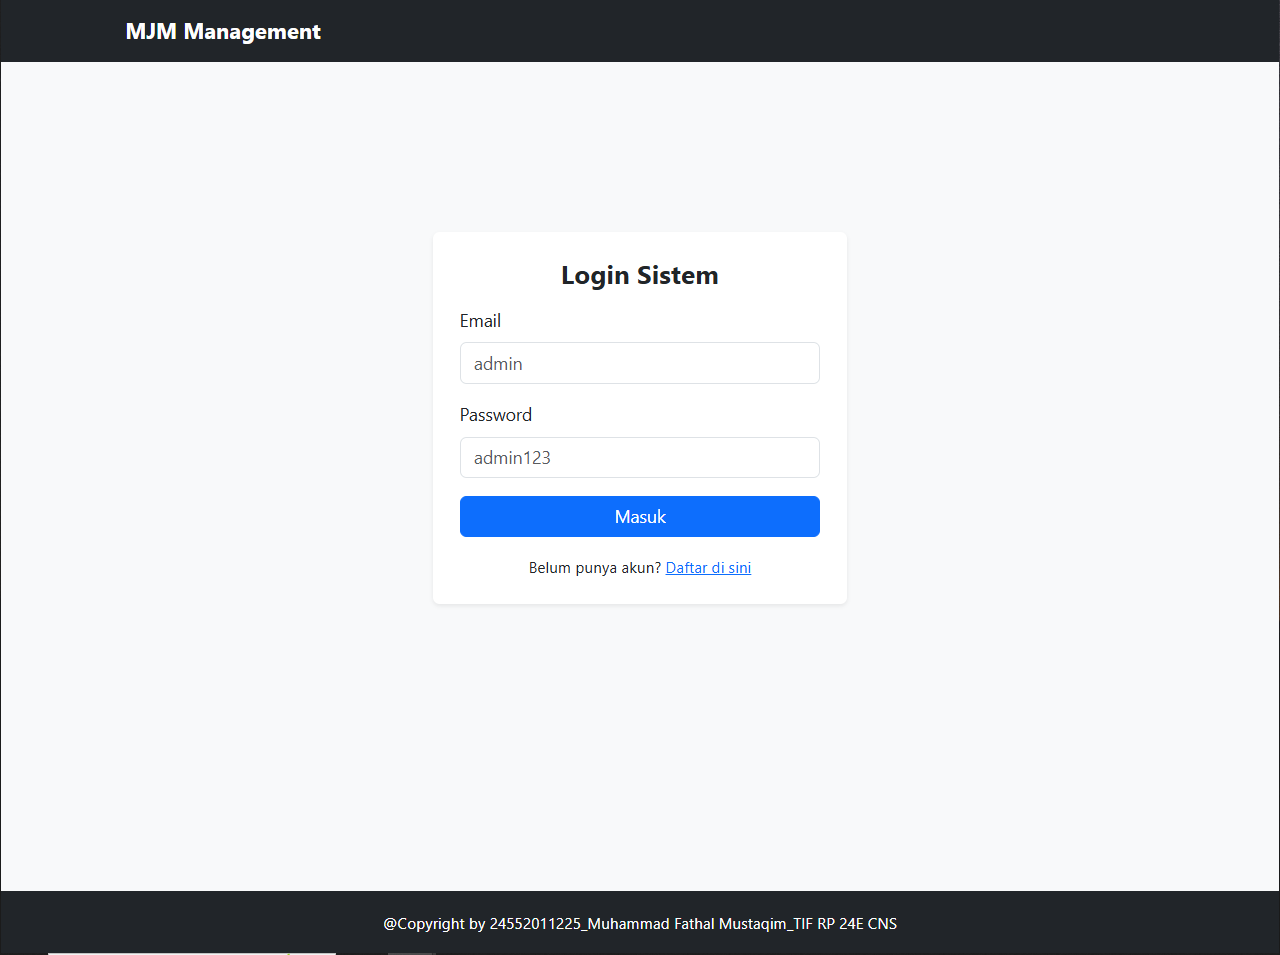 MJM Management
Login Sistem
Email
admin
Password
admin123
Masuk
Belum punya akun? Daftar di sini
@Copyright by 24552011225_Muhammad Fathal Mustaqim_TIF RP 24E CNS